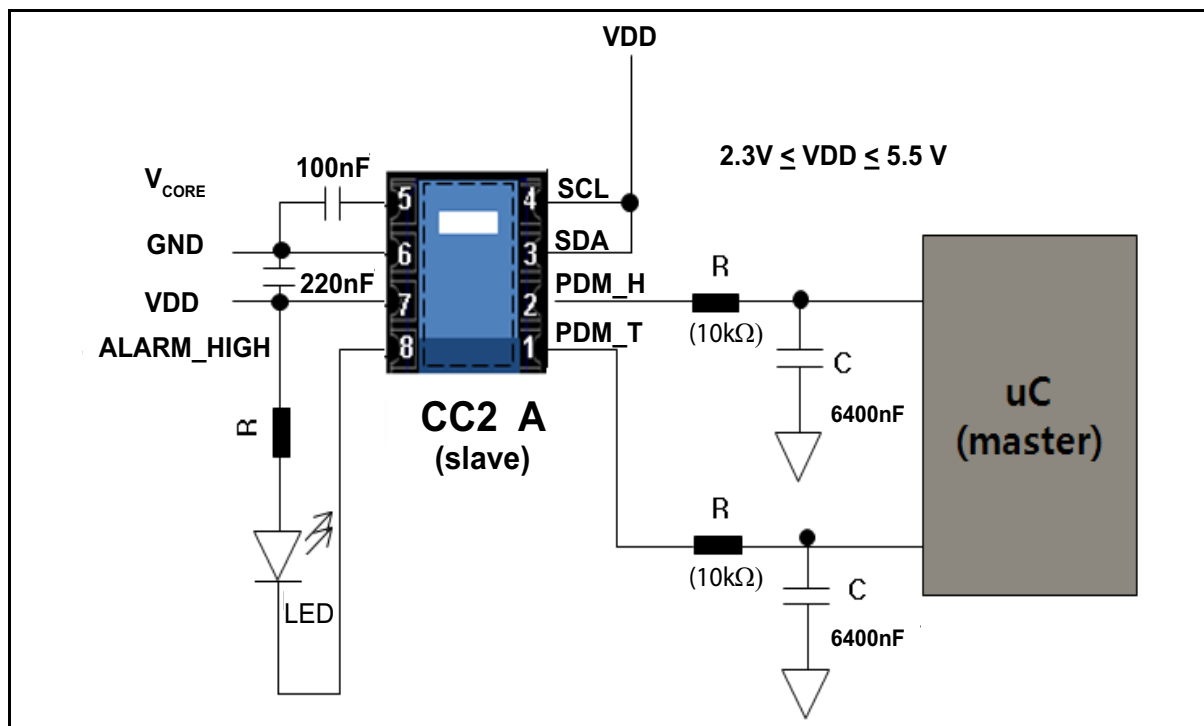 VDD
2.3V ≤ VDD ≤ 5.5 V
V_CORE
100nF
5
4
SCL
GND
6
3
SDA
220nF
VDD
7
2
PDM_H
ALARM_HIGH
8
1
PDM_T
R
(10kΩ)
C
6400nF
uC
(master)
CC2 A
(slave)
R
LED
R
(10kΩ)
C
6400nF